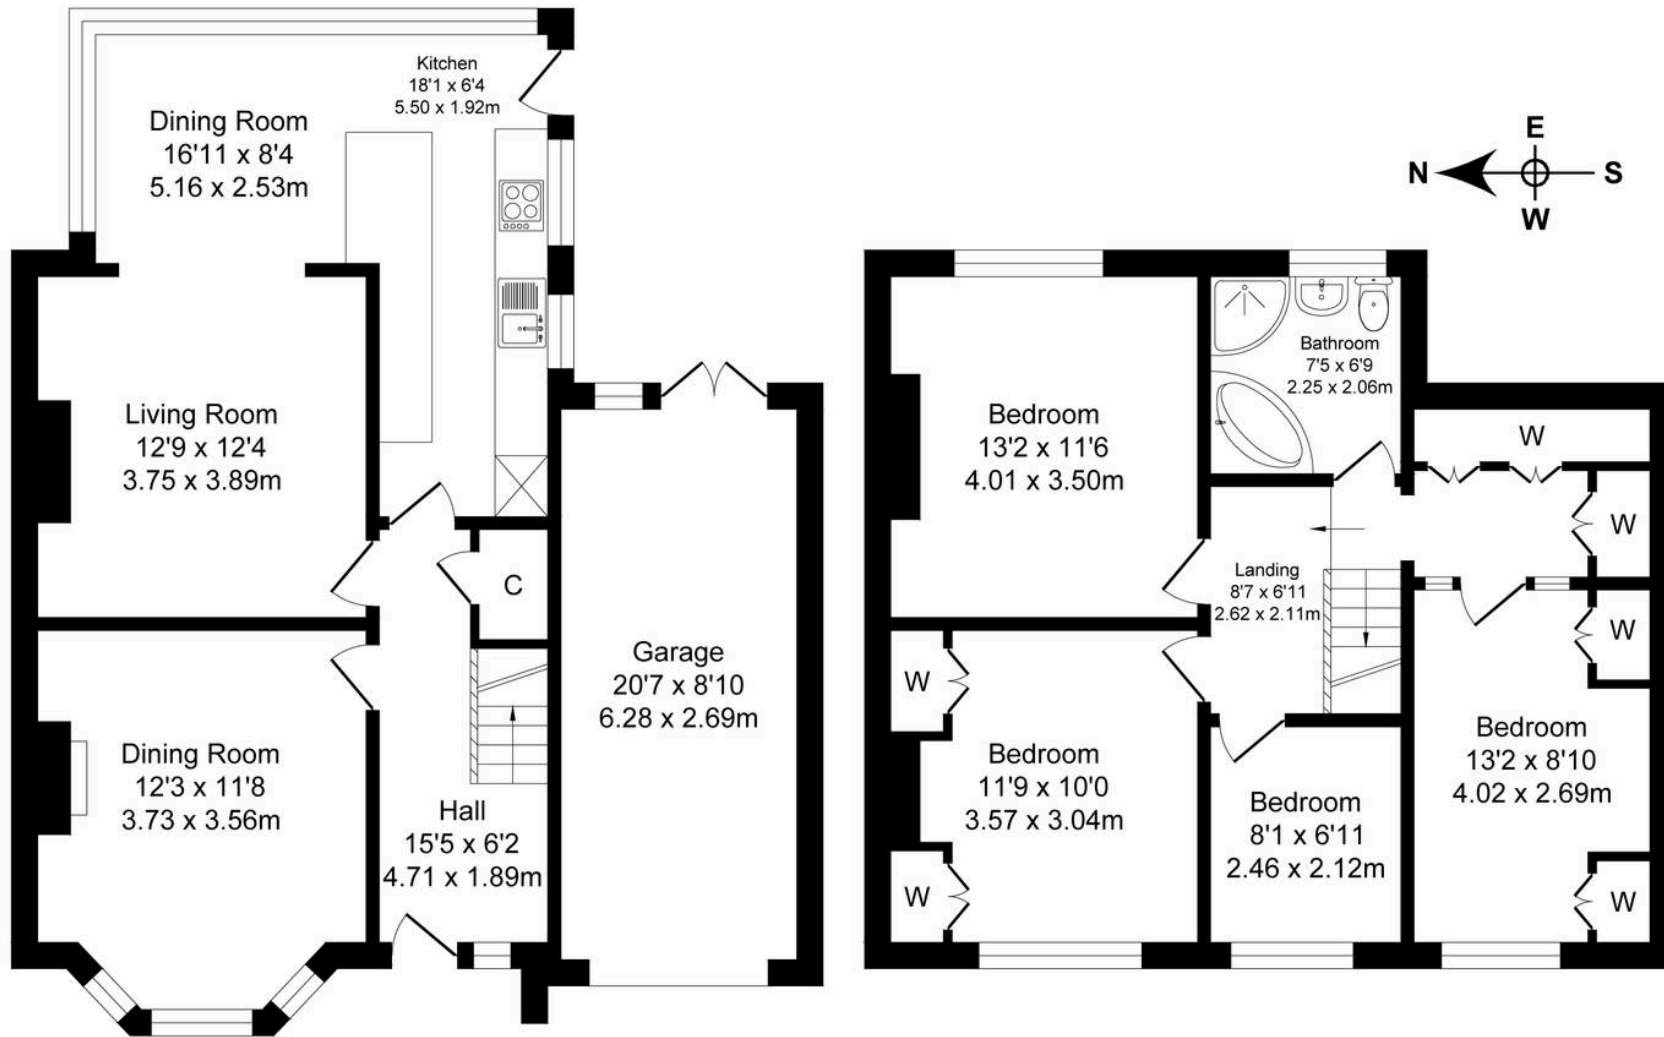 Kitchen
18'1 x 6'4
5.50 x 1.92m
Dining Room
16'11 x 8'4
5.16 x 2.53m
Living Room
12'9 x 12'4
3.75 x 3.89m
C
Garage
20'7 x 8'10
6.28 x 2.69m
Dining Room
12'3 x 11'8
3.73 x 3.56m
Hall
15'5 x 6'2
4.71 x 1.89m
E
N
S
W
Bathroom
7'5 x 6'9
2.25 x 2.06m
Bedroom
13'2 x 11'6
4.01 x 3.50m
W
W
Landing
8'7 x 6'11
2.62 x 2.11m
W
W
Bedroom
11'9 x 10'0
3.57 x 3.04m
Bedroom
13'2 x 8'10
4.02 x 2.69m
Bedroom
8'1 x 6'11
2.46 x 2.12m
W
W